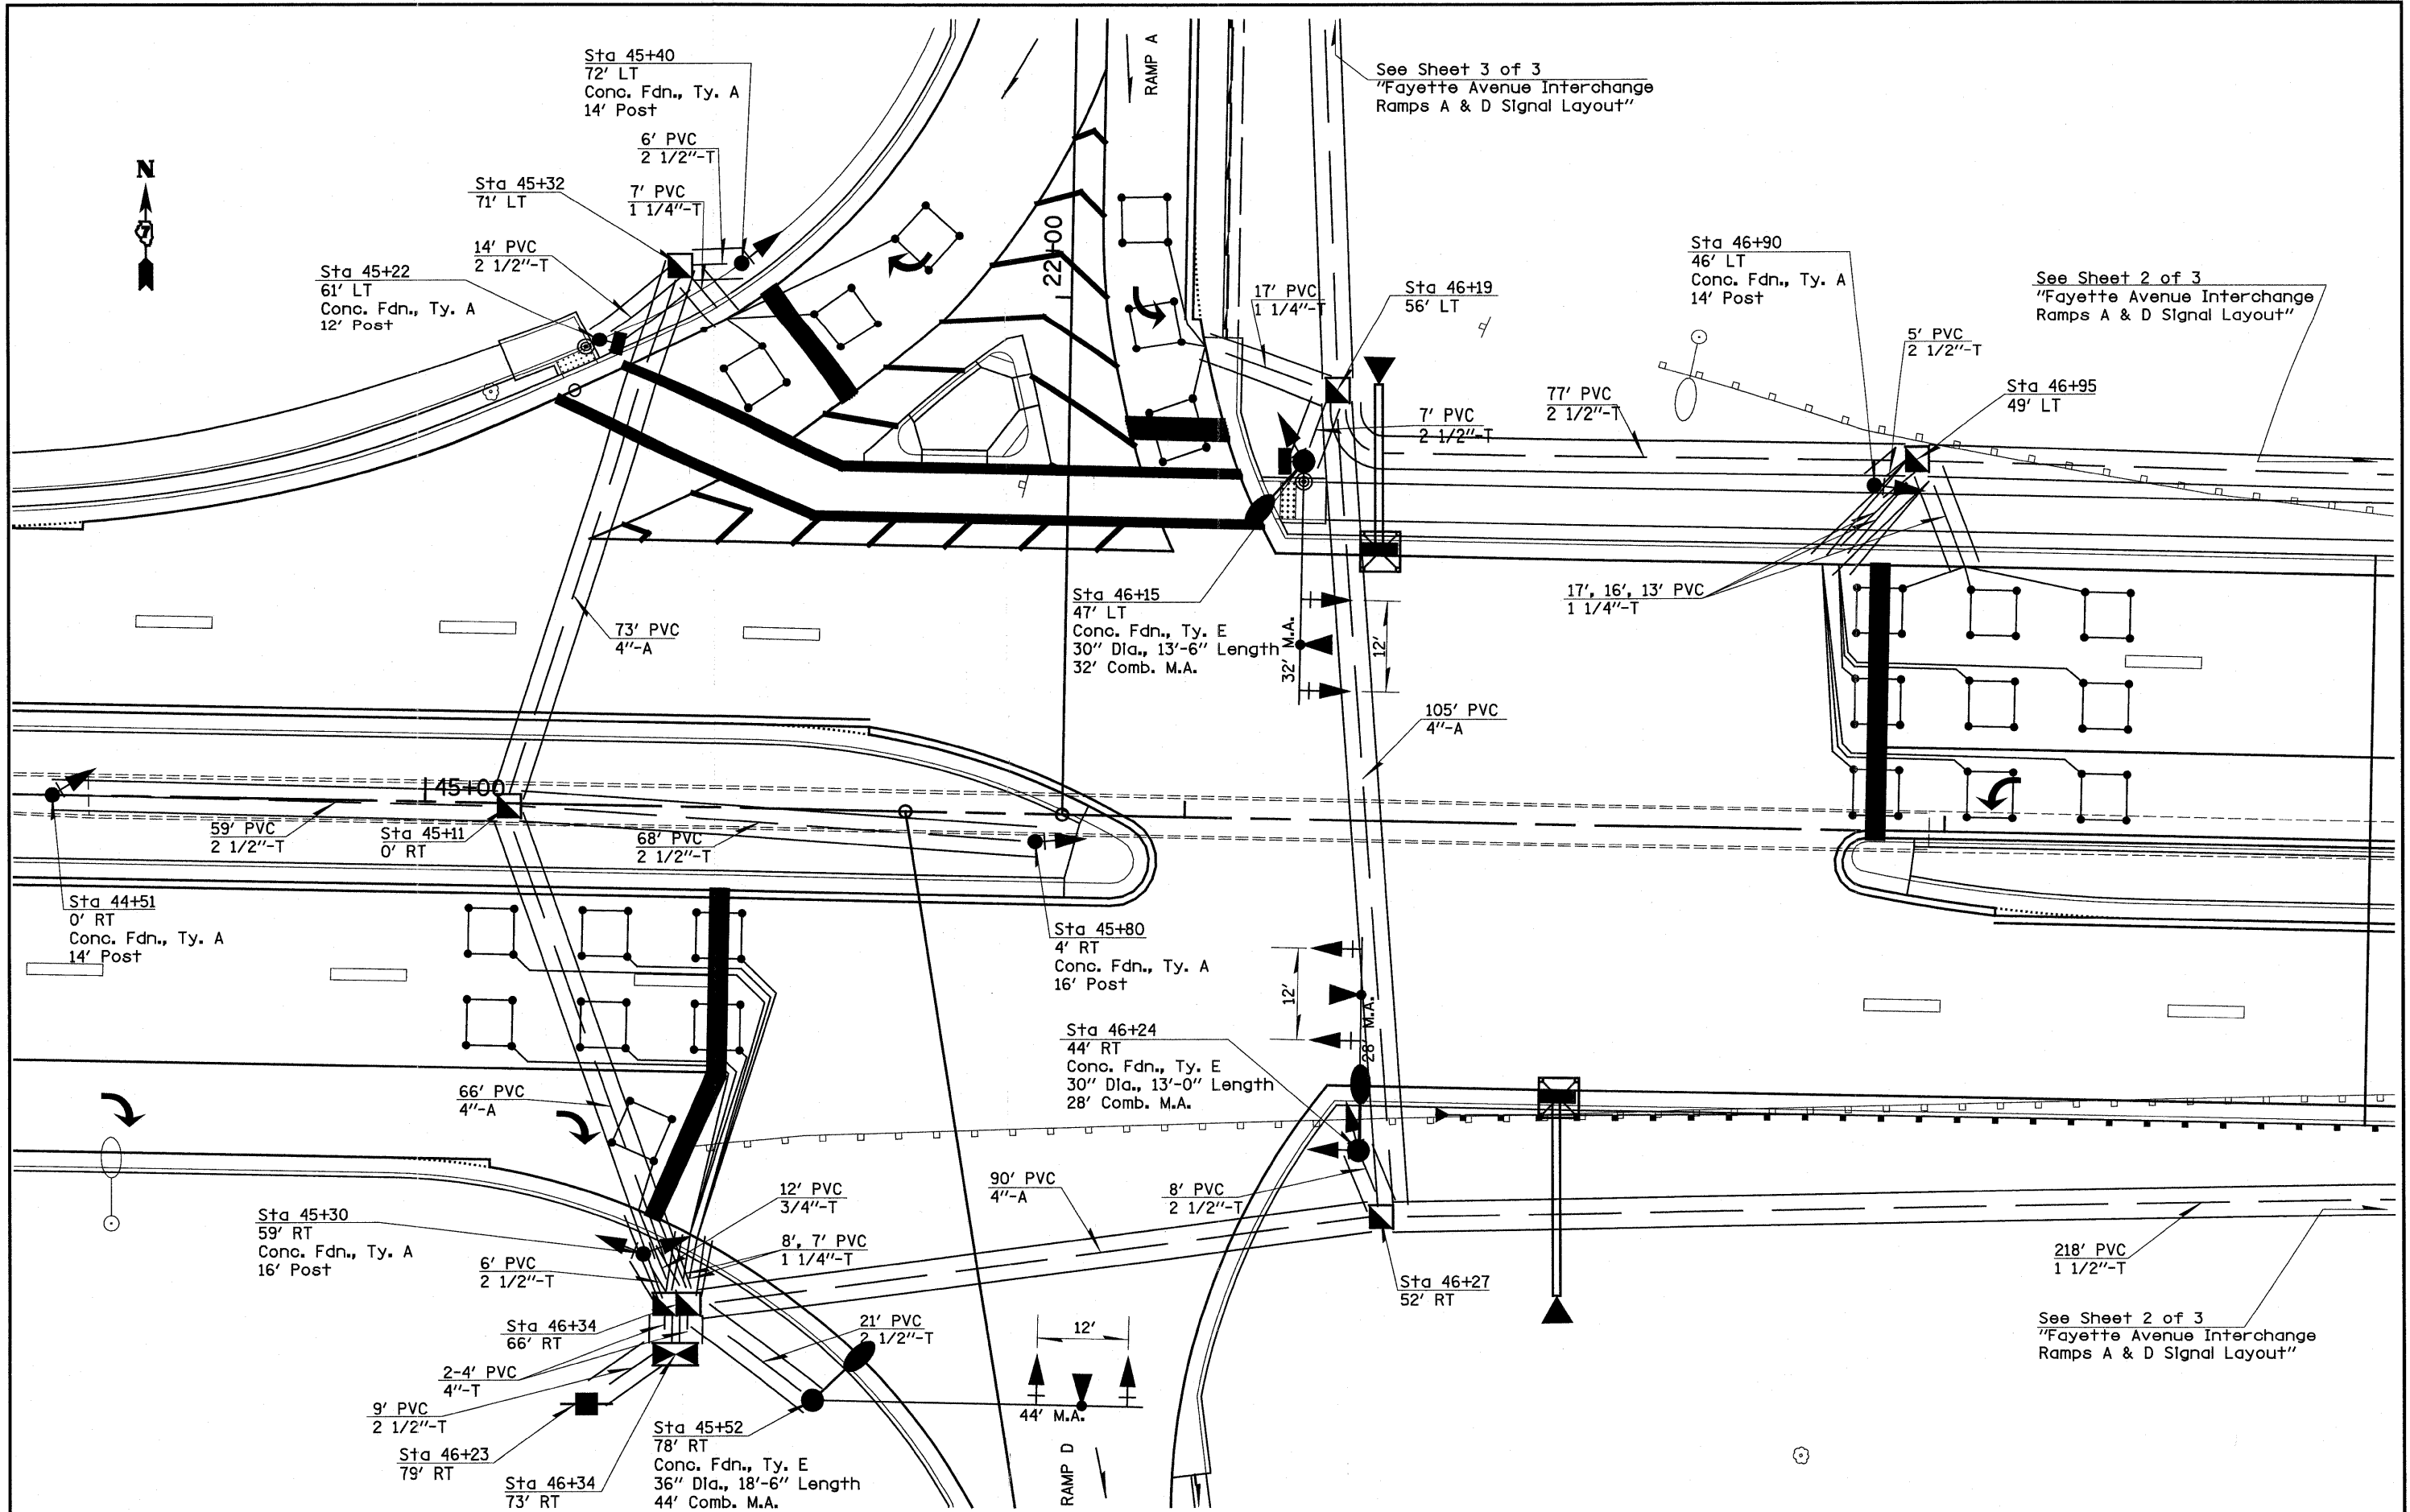 Sta 45+40
72' LT
Conc. Fdn., Ty. A
14' Post
6' PVC
2 1/2"-T
Sta 45+32
71' LT
7' PVC
1 1/4"-T
14' PVC
2 1/2"-T
Sta 45+22
61' LT
Conc. Fdn., Ty. A
12' Post
N
RAMP A
22+00
See Sheet 3 of 3
"Fayette Avenue Interchange
Ramps A & D Signal Layout"
17' PVC
1 1/4"-T
Sta 46+19
56' LT
Sta 46+90
46' LT
Conc. Fdn., Ty. A
14' Post
See Sheet 2 of 3
"Fayette Avenue Interchange
Ramps A & D Signal Layout"
5' PVC
2 1/2"-T
Sta 46+95
49' LT
77' PVC
2 1/2"-T
7' PVC
2 1/2"-T
17', 16', 13' PVC
1 1/4"-T
Sta 46+15
47' LT
Conc. Fdn., Ty. E
30" Dia., 13'-6" Length
32' Comb. M.A.
32' M.A.
12'
73' PVC
4"-A
105' PVC
4"-A
45+00
59' PVC
2 1/2"-T
Sta 45+11
0' RT
68' PVC
2 1/2"-T
Sta 44+51
0' RT
Conc. Fdn., Ty. A
14' Post
Sta 45+80
4' RT
Conc. Fdn., Ty. A
16' Post
12'
28' M.A.
Sta 46+24
44' RT
Conc. Fdn., Ty. E
30" Dia., 13'-0" Length
28' Comb. M.A.
66' PVC
4"-A
12' PVC
3/4"-T
90' PVC
4"-A
8' PVC
2 1/2"-T
Sta 45+30
59' RT
Conc. Fdn., Ty. A
16' Post
6' PVC
2 1/2"-T
8', 7' PVC
1 1/4"-T
218' PVC
1 1/2"-T
Sta 46+27
52' RT
Sta 46+34
66' RT
21' PVC
2 1/2"-T
12'
See Sheet 2 of 3
"Fayette Avenue Interchange
Ramps A & D Signal Layout"
2-4' PVC
4"-T
9' PVC
2 1/2"-T
44' M.A.
Sta 46+23
79' RT
Sta 46+34
73' RT
Sta 45+52
78' RT
Conc. Fdn., Ty. E
36" Dia., 18'-6" Length
44' Comb. M.A.
RAMP D